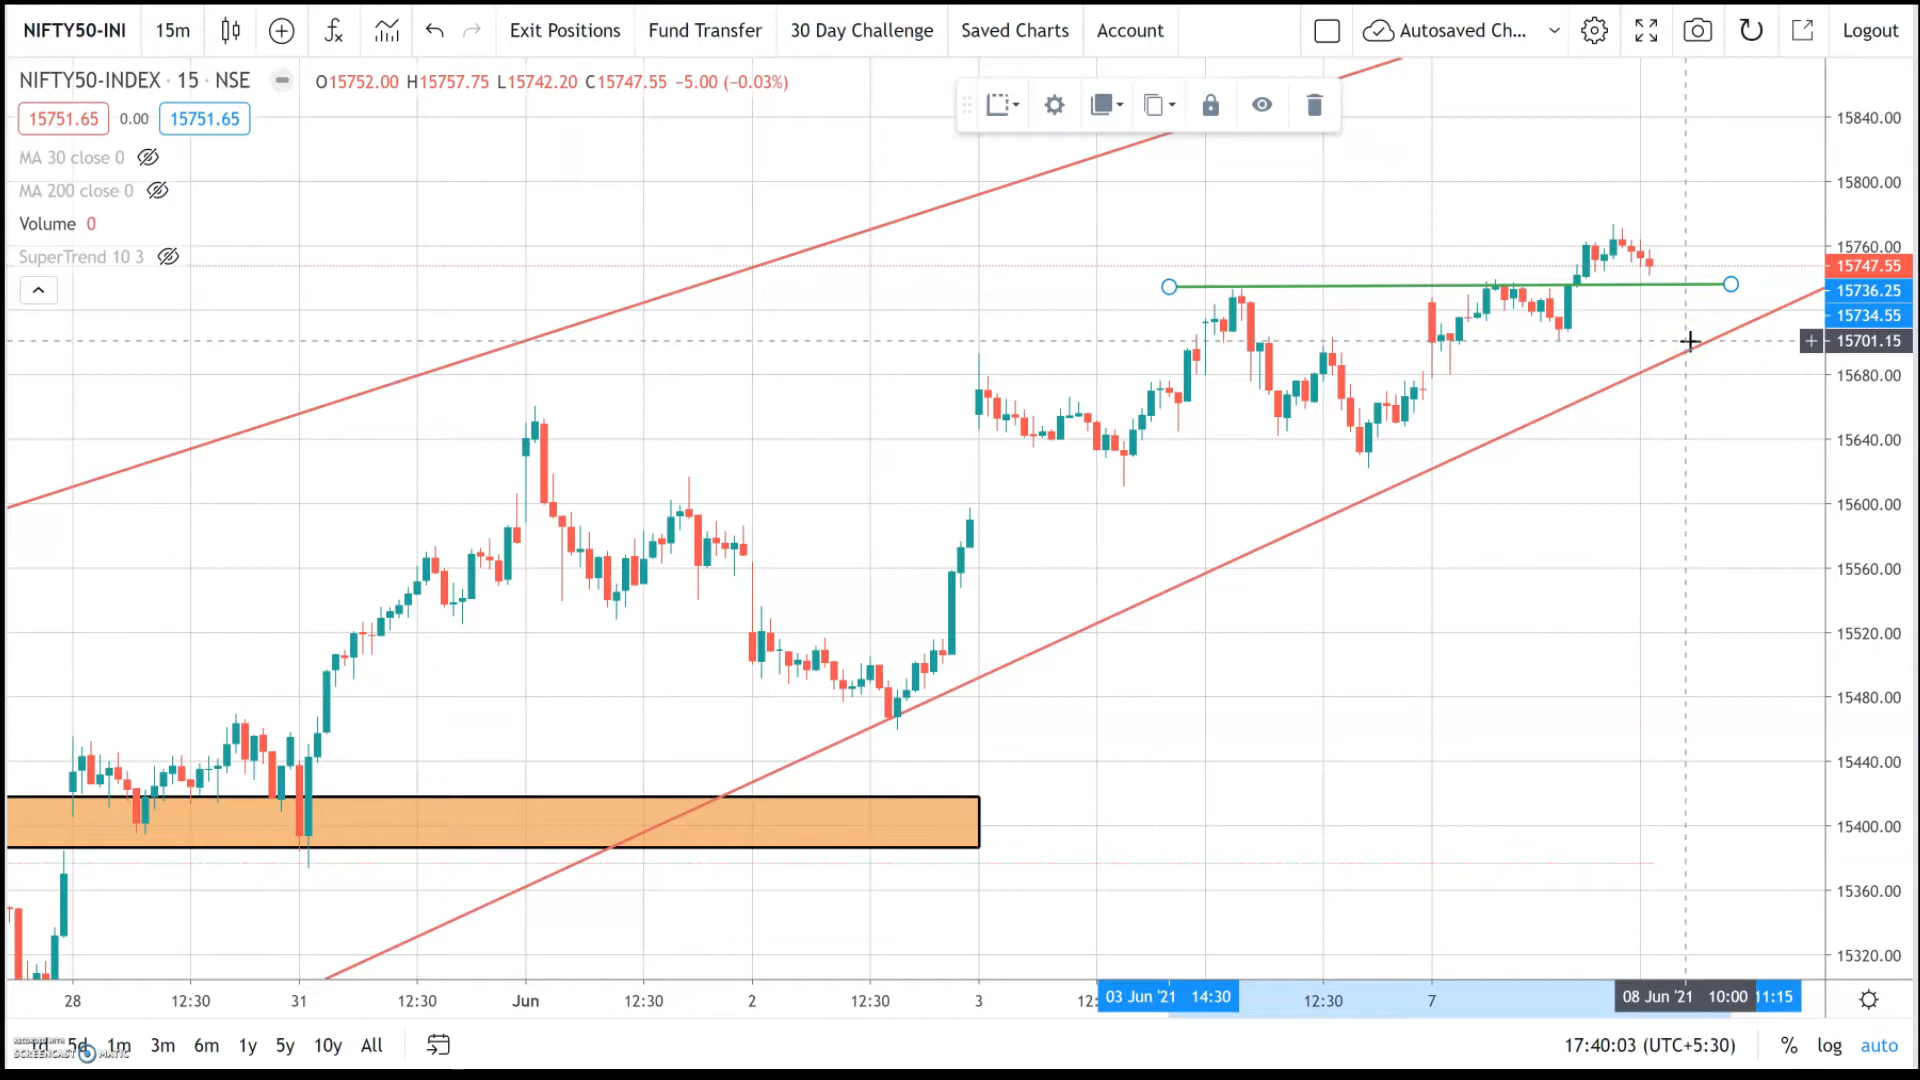 NIFTY50-INI 15m Exit Positions Fund Transfer 30 Day Challenge Saved Charts Account Autosaved Ch... Logout
NIFTY50-INDEX · 15 · NSE O15752.00 H15757.75 L15742.20 C15747.55 −5.00 (−0.03%)
15751.65 0.00 15751.65
MA 30 close 0
MA 200 close 0
Volume 0
SuperTrend 10 3
15840.00
15800.00
15760.00
15747.55
15736.25
15734.55
15701.15
15680.00
15640.00
15600.00
15560.00
15520.00
15480.00
15440.00
15400.00
15360.00
15320.00
28 12:30 31 12:30 Jun 12:30 2 12:30 3 12: 03 Jun '21 14:30 12:30 7 08 Jun '21 10:00 11:15
1d 5d 1m 3m 6m 1y 5y 10y All 17:40:03 (UTC+5:30) % log auto
RECORDED WITH
SCREENCAST MATIC